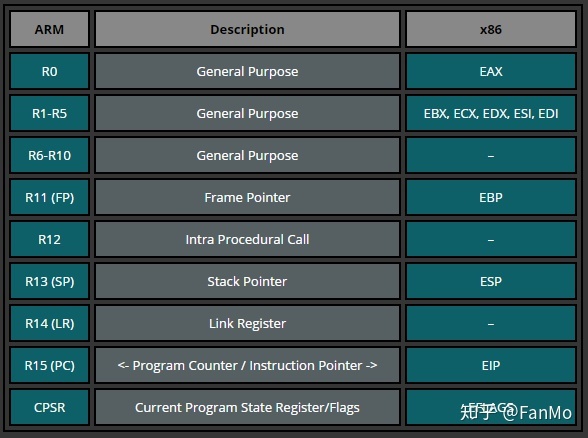 ARM Description x86
R0 General Purpose EAX
R1-R5 General Purpose EBX, ECX, EDX, ESI, EDI
R6-R10 General Purpose –
R11 (FP) Frame Pointer EBP
R12 Intra Procedural Call –
R13 (SP) Stack Pointer ESP
R14 (LR) Link Register –
R15 (PC) <- Program Counter / Instruction Pointer -> EIP
CPSR Current Program State Register/Flags EFLAGS
知乎 @FanMo